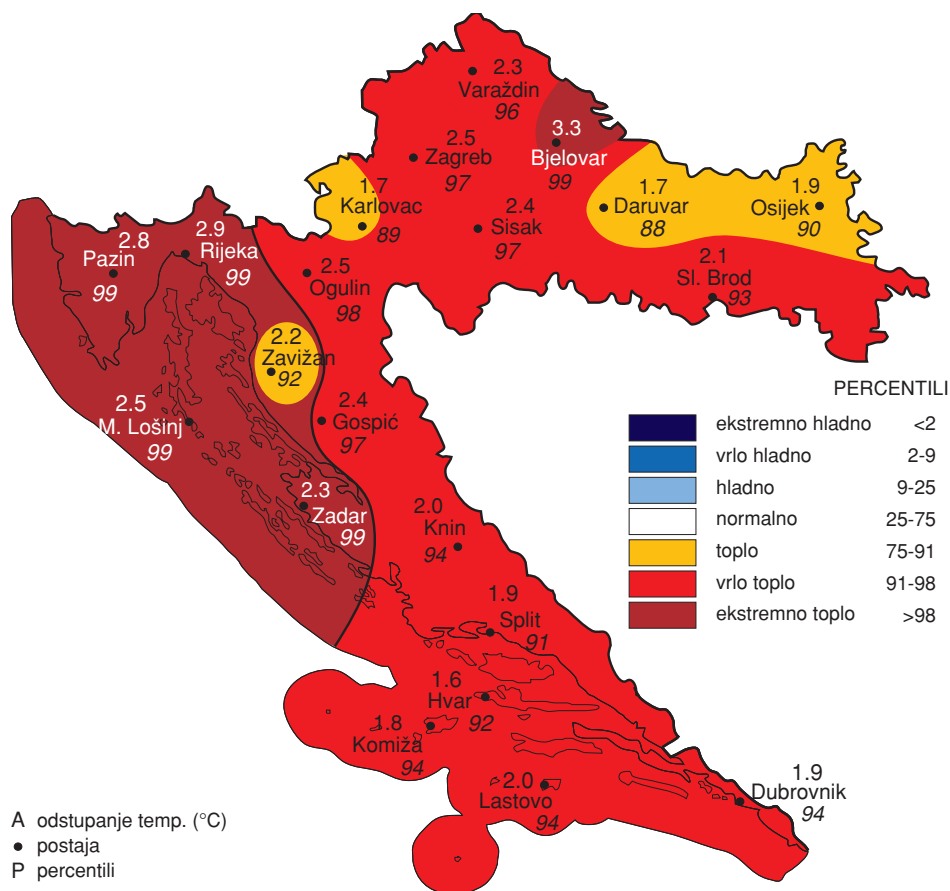 2.3
Varaždin
96
3.3
Bjelovar
99
2.5
Zagreb
97
1.7
Karlovac
89
2.4
Sisak
97
1.7
Daruvar
88
1.9
Osijek
90
2.1
Sl. Brod
93
2.8
Pazin
99
2.9
Rijeka
99
2.5
Ogulin
98
2.2
Zavižan
92
2.5
M. Lošinj
99
2.4
Gospić
97
2.3
Zadar
99
2.0
Knin
94
1.9
Split
91
1.6
Hvar
92
1.8
Komiža
94
2.0
Lastovo
94
1.9
Dubrovnik
94
PERCENTILI
ekstremno hladno <2
vrlo hladno 2-9
hladno 9-25
normalno 25-75
toplo 75-91
vrlo toplo 91-98
ekstremno toplo >98
A odstupanje temp. (°C)
● postaja
P percentili